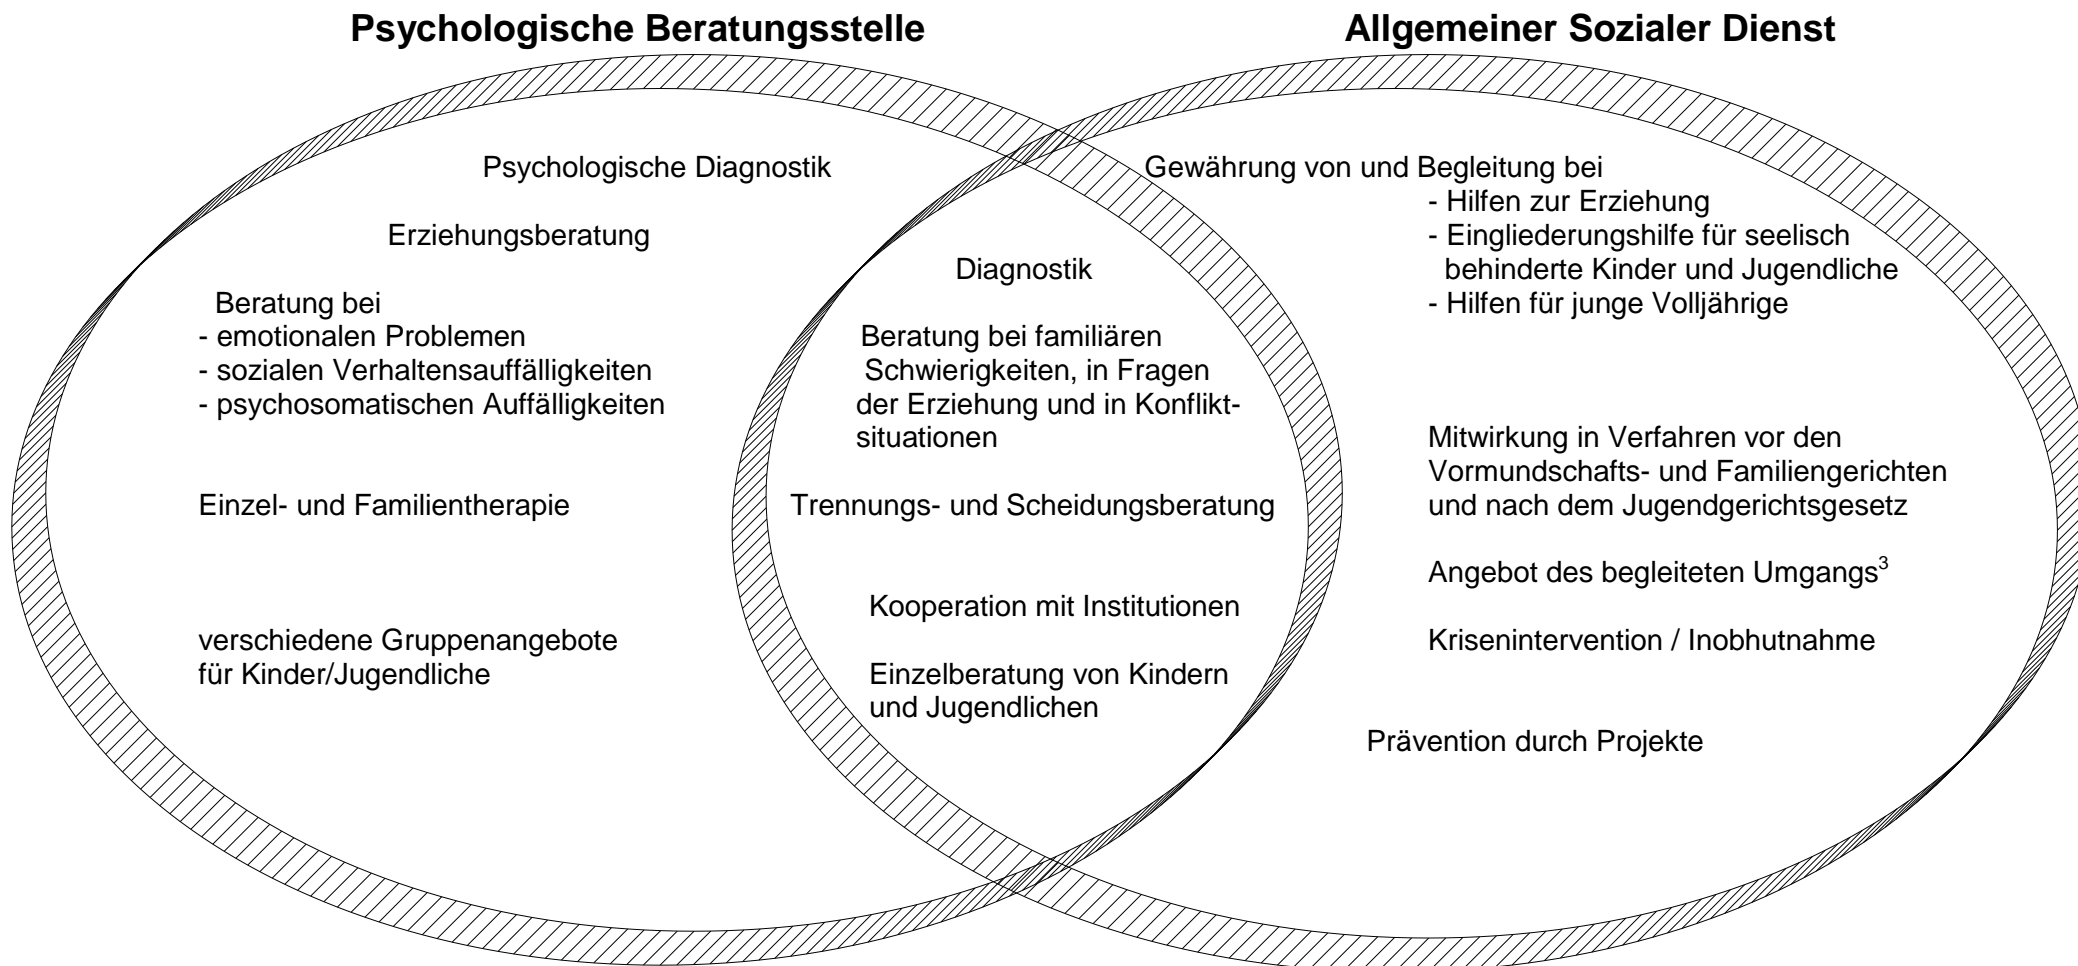 Psychologische Beratungsstelle
Allgemeiner Sozialer Dienst
Psychologische Diagnostik
Erziehungsberatung
Beratung bei
- emotionalen Problemen
- sozialen Verhaltensauffälligkeiten
- psychosomatischen Auffälligkeiten
Einzel- und Familientherapie
verschiedene Gruppenangebote
für Kinder/Jugendliche
Diagnostik
Beratung bei familiären
Schwierigkeiten, in Fragen
der Erziehung und in Konflikt-
situationen
Trennungs- und Scheidungsberatung
Kooperation mit Institutionen
Einzelberatung von Kindern
und Jugendlichen
Gewährung von und Begleitung bei
- Hilfen zur Erziehung
- Eingliederungshilfe für seelisch
behinderte Kinder und Jugendliche
- Hilfen für junge Volljährige
Mitwirkung in Verfahren vor den
Vormundschafts- und Familiengerichten
und nach dem Jugendgerichtsgesetz
Angebot des begleiteten Umgangs³
Krisenintervention / Inobhutnahme
Prävention durch Projekte